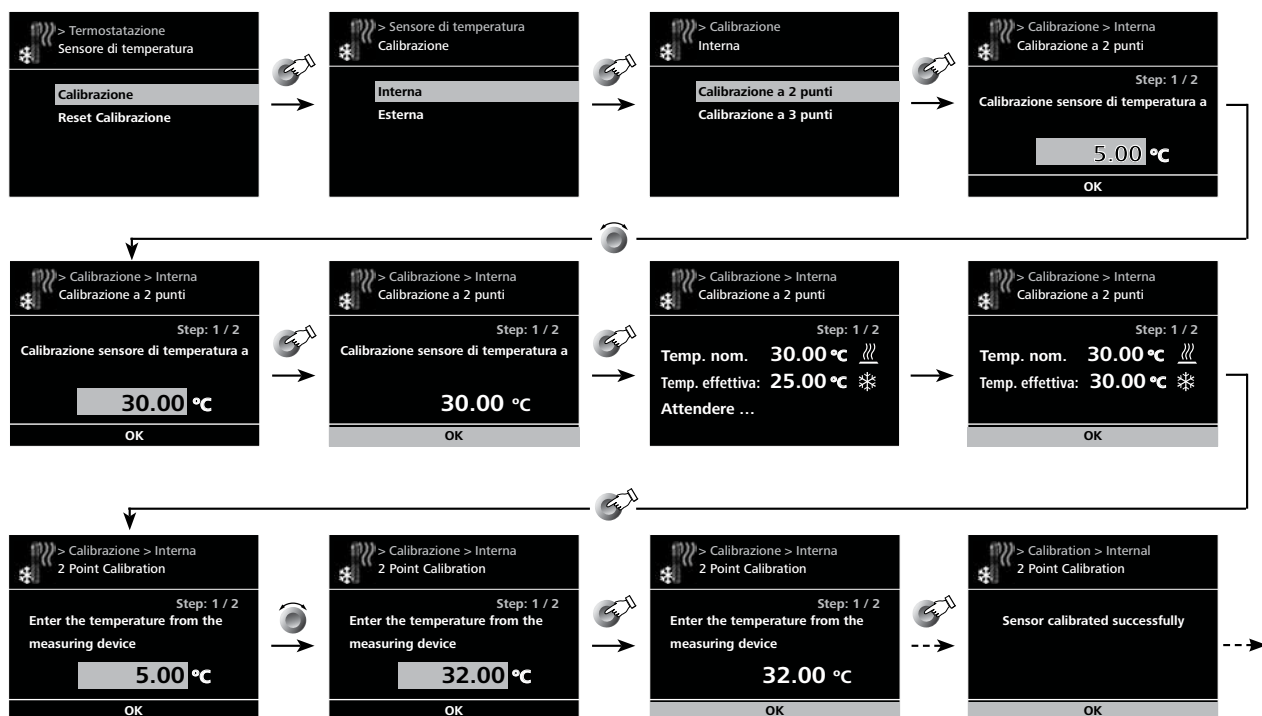 > Termostatazione
Sensore di temperatura
Calibrazione
Reset Calibrazione
> Sensore di temperatura
Calibrazione
Interna
Esterna
> Calibrazione
Interna
Calibrazione a 2 punti
Calibrazione a 3 punti
> Calibrazione > Interna
Calibrazione a 2 punti
Step: 1 / 2
Calibrazione sensore di temperatura a
5.00 °C
OK
> Calibrazione > Interna
Calibrazione a 2 punti
Step: 1 / 2
Calibrazione sensore di temperatura a
30.00 °C
OK
> Calibrazione > Interna
Calibrazione a 2 punti
Step: 1 / 2
Calibrazione sensore di temperatura a
30.00 °C
OK
> Calibrazione > Interna
Calibrazione a 2 punti
Step: 1 / 2
Temp. nom. 30.00 °C
Temp. effettiva: 25.00 °C
Attendere ...
> Calibrazione > Interna
Calibrazione a 2 punti
Step: 1 / 2
Temp. nom. 30.00 °C
Temp. effettiva: 30.00 °C
OK
> Calibrazione > Interna
2 Point Calibration
Step: 1 / 2
Enter the temperature from the
measuring device
5.00 °C
OK
> Calibrazione > Interna
2 Point Calibration
Step: 1 / 2
Enter the temperature from the
measuring device
32.00 °C
OK
> Calibrazione > Interna
2 Point Calibration
Step: 1 / 2
Enter the temperature from the
measuring device
32.00 °C
OK
> Calibration > Internal
2 Point Calibration
Sensor calibrated successfully
OK